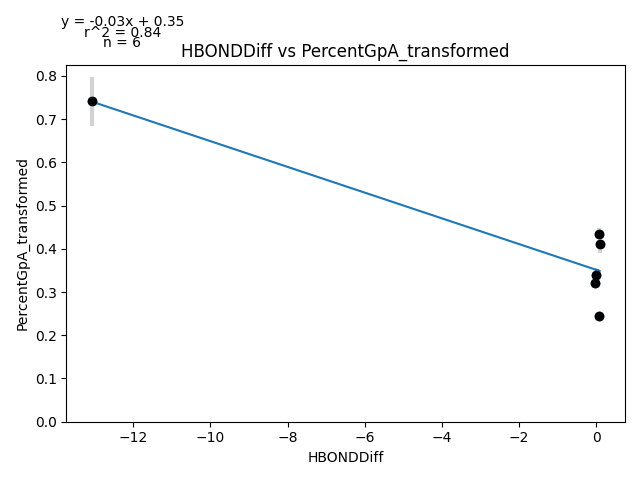 y = -0.03x + 0.35
r^2 = 0.84
n = 6
HBONDDiff vs PercentGpA_transformed
PercentGpA_transformed
0.8
0.7
0.6
0.5
0.4
0.3
0.2
0.1
0.0
−12 −10 −8 −6 −4 −2 0
HBONDDiff